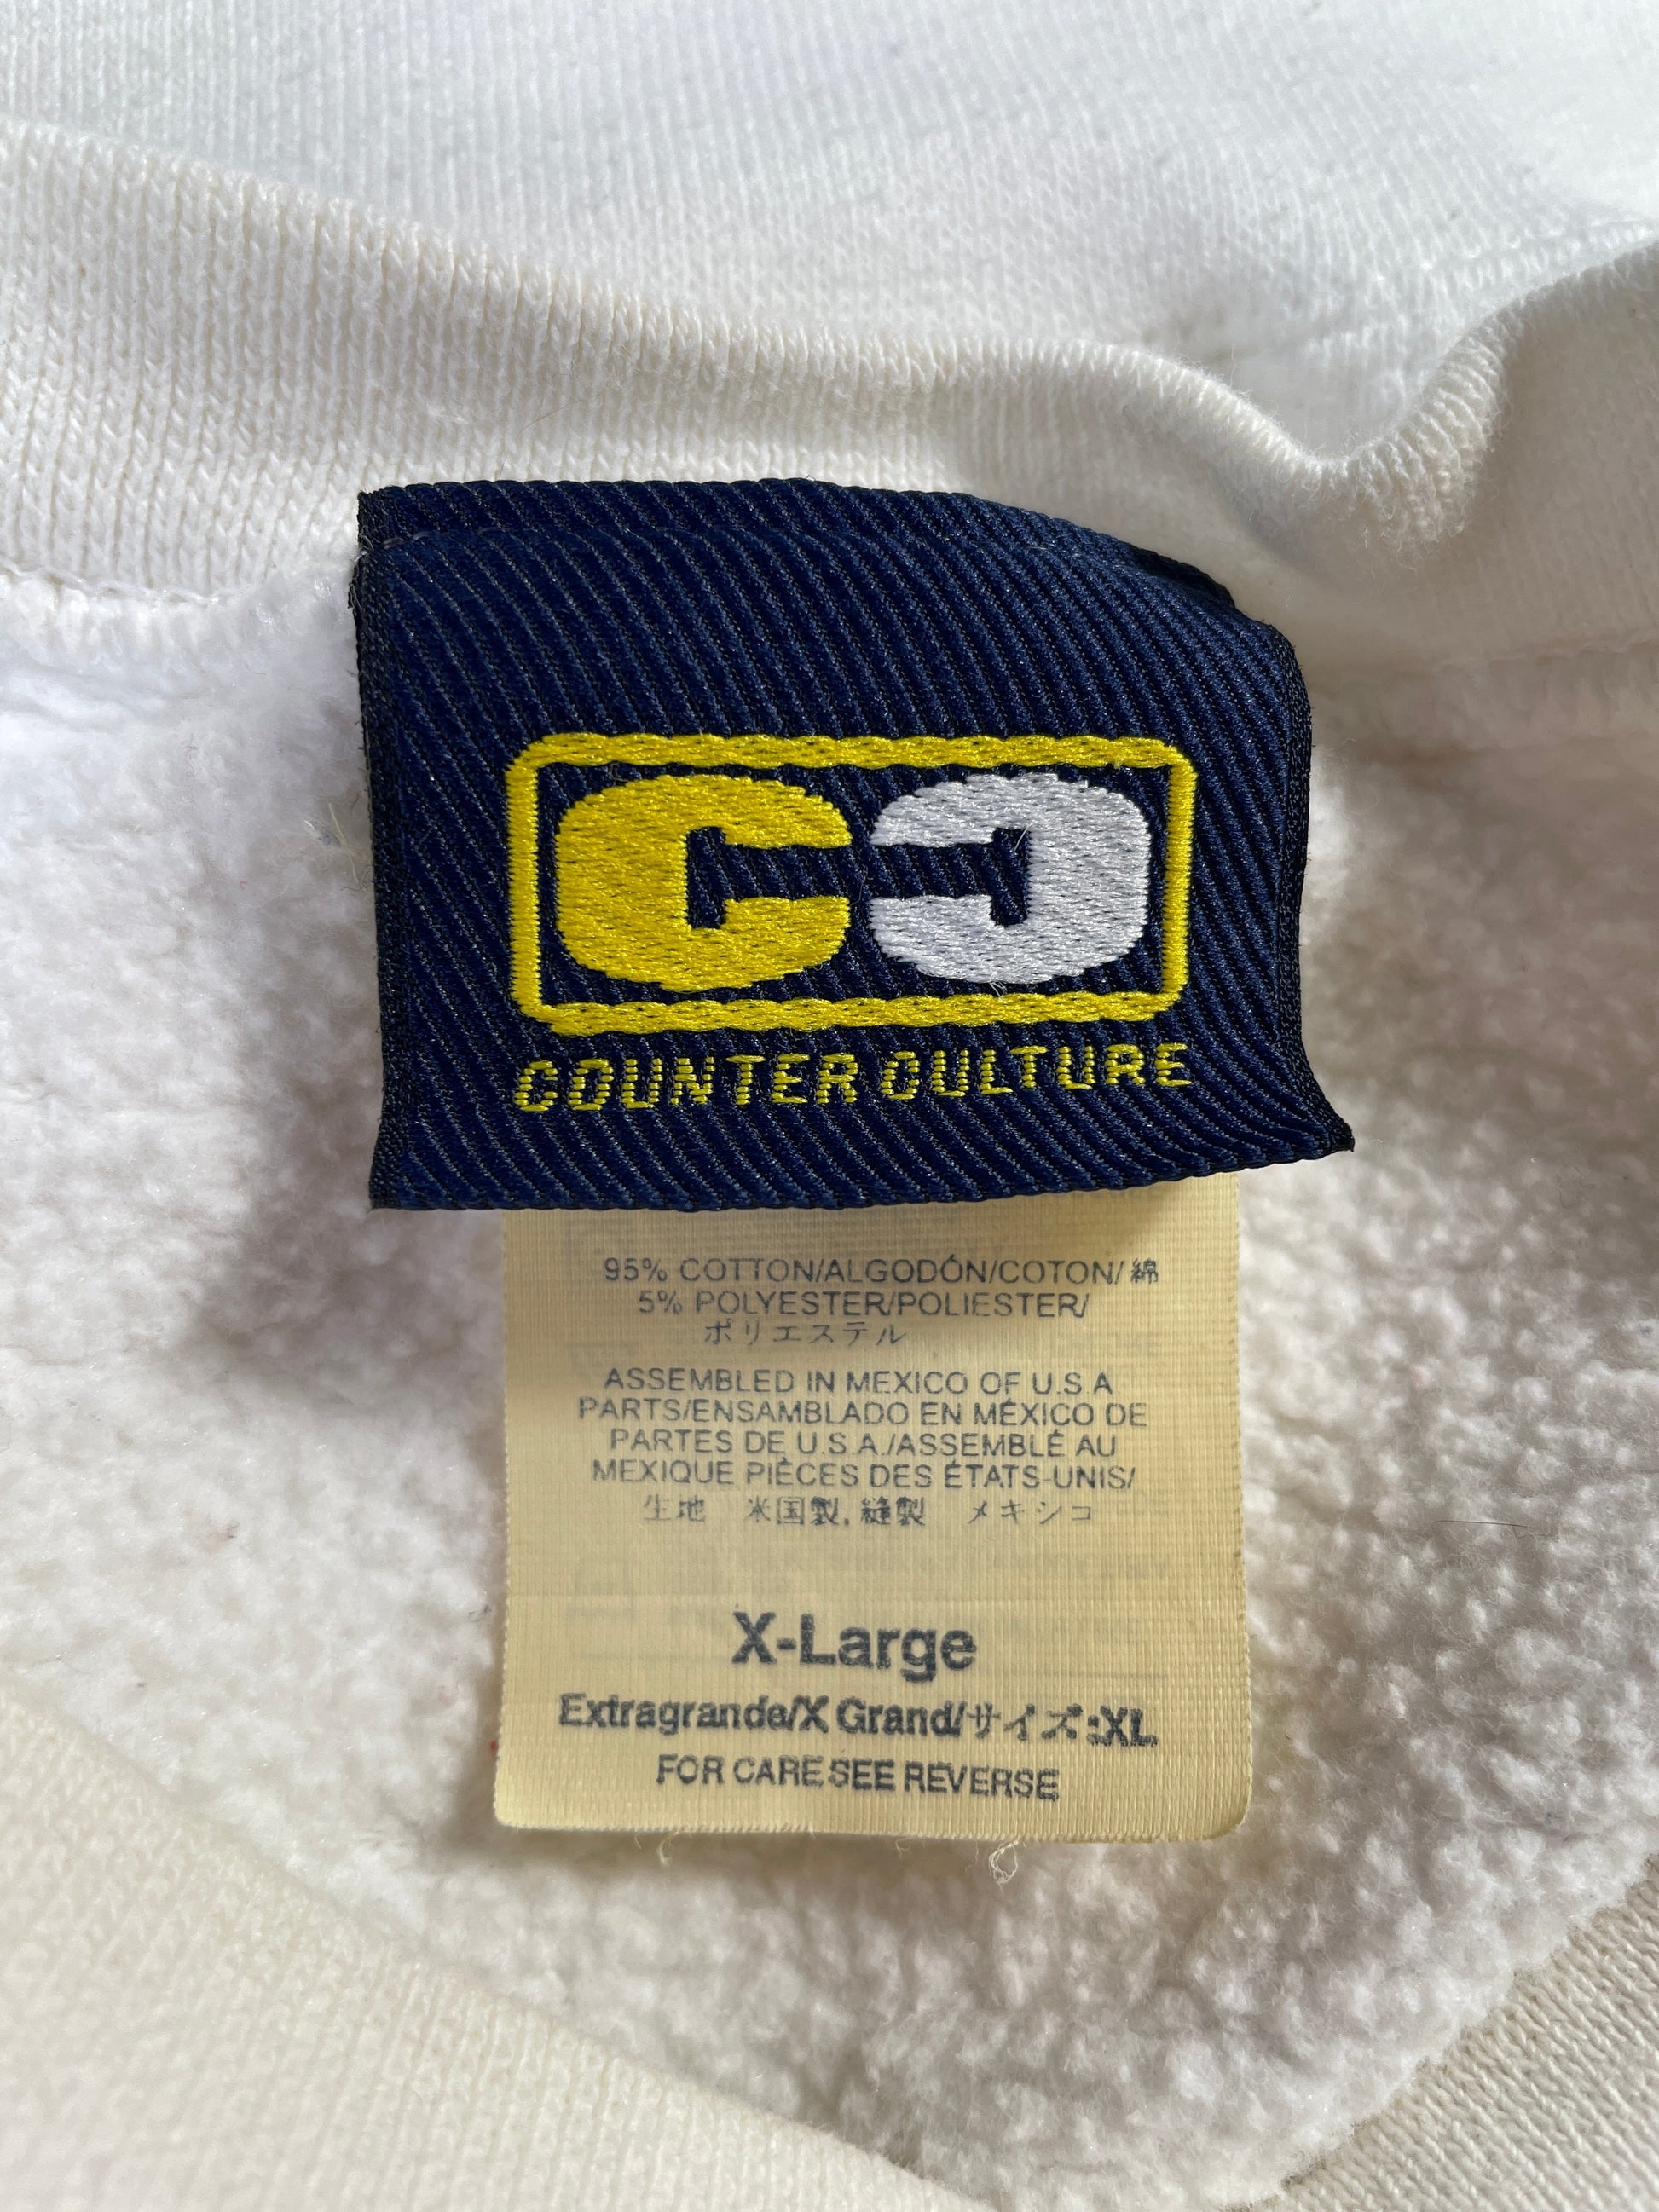 CC
COUNTER CULTURE
95% COTTON/ALGODÓN/COTON/綿
5% POLYESTER/POLIESTER/
ポリエステル
ASSEMBLED IN MEXICO OF U.S.A.
PARTS/ENSAMBLADO EN MÉXICO DE
PARTES DE U.S.A./ASSEMBLÉ AU
MEXIQUE PIÈCES DES ÉTATS-UNIS/
生地 米国製, 縫製 メキシコ
X-Large
Extragrande/X Grand/サイズ:XL
FOR CARE SEE REVERSE